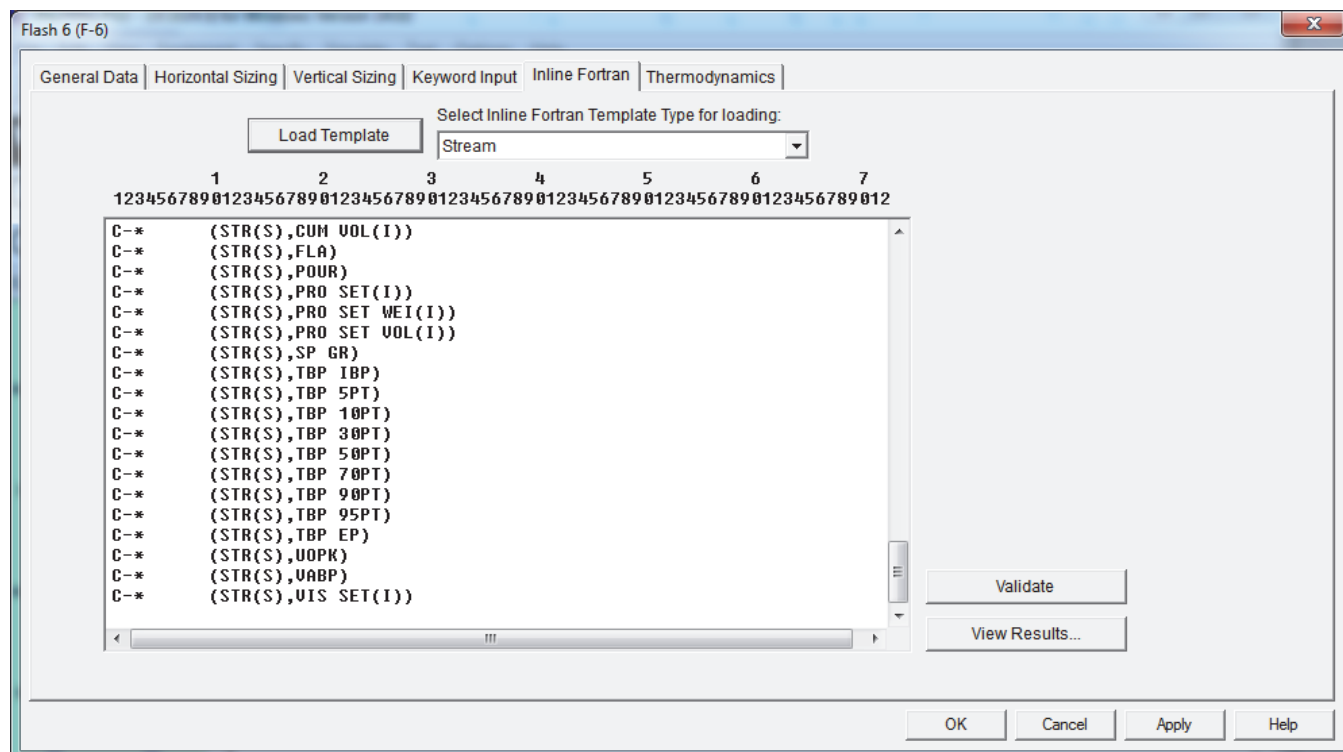 Flash 6 (F-6)
General Data Horizontal Sizing Vertical Sizing Keyword Input Inline Fortran Thermodynamics
Select Inline Fortran Template Type for loading:
Load Template
Stream
1 2 3 4 5 6 7
123456789012345678901234567890123456789012345678901234567890123456789012
C-* (STR(S),CUM VOL(I))
C-* (STR(S),FLA)
C-* (STR(S),POUR)
C-* (STR(S),PRO SET(I))
C-* (STR(S),PRO SET WEI(I))
C-* (STR(S),PRO SET VOL(I))
C-* (STR(S),SP GR)
C-* (STR(S),TBP IBP)
C-* (STR(S),TBP 5PT)
C-* (STR(S),TBP 10PT)
C-* (STR(S),TBP 30PT)
C-* (STR(S),TBP 50PT)
C-* (STR(S),TBP 70PT)
C-* (STR(S),TBP 90PT)
C-* (STR(S),TBP 95PT)
C-* (STR(S),TBP EP)
C-* (STR(S),UOPK)
C-* (STR(S),VABP)
C-* (STR(S),VIS SET(I))
Validate
View Results...
OK Cancel Apply Help